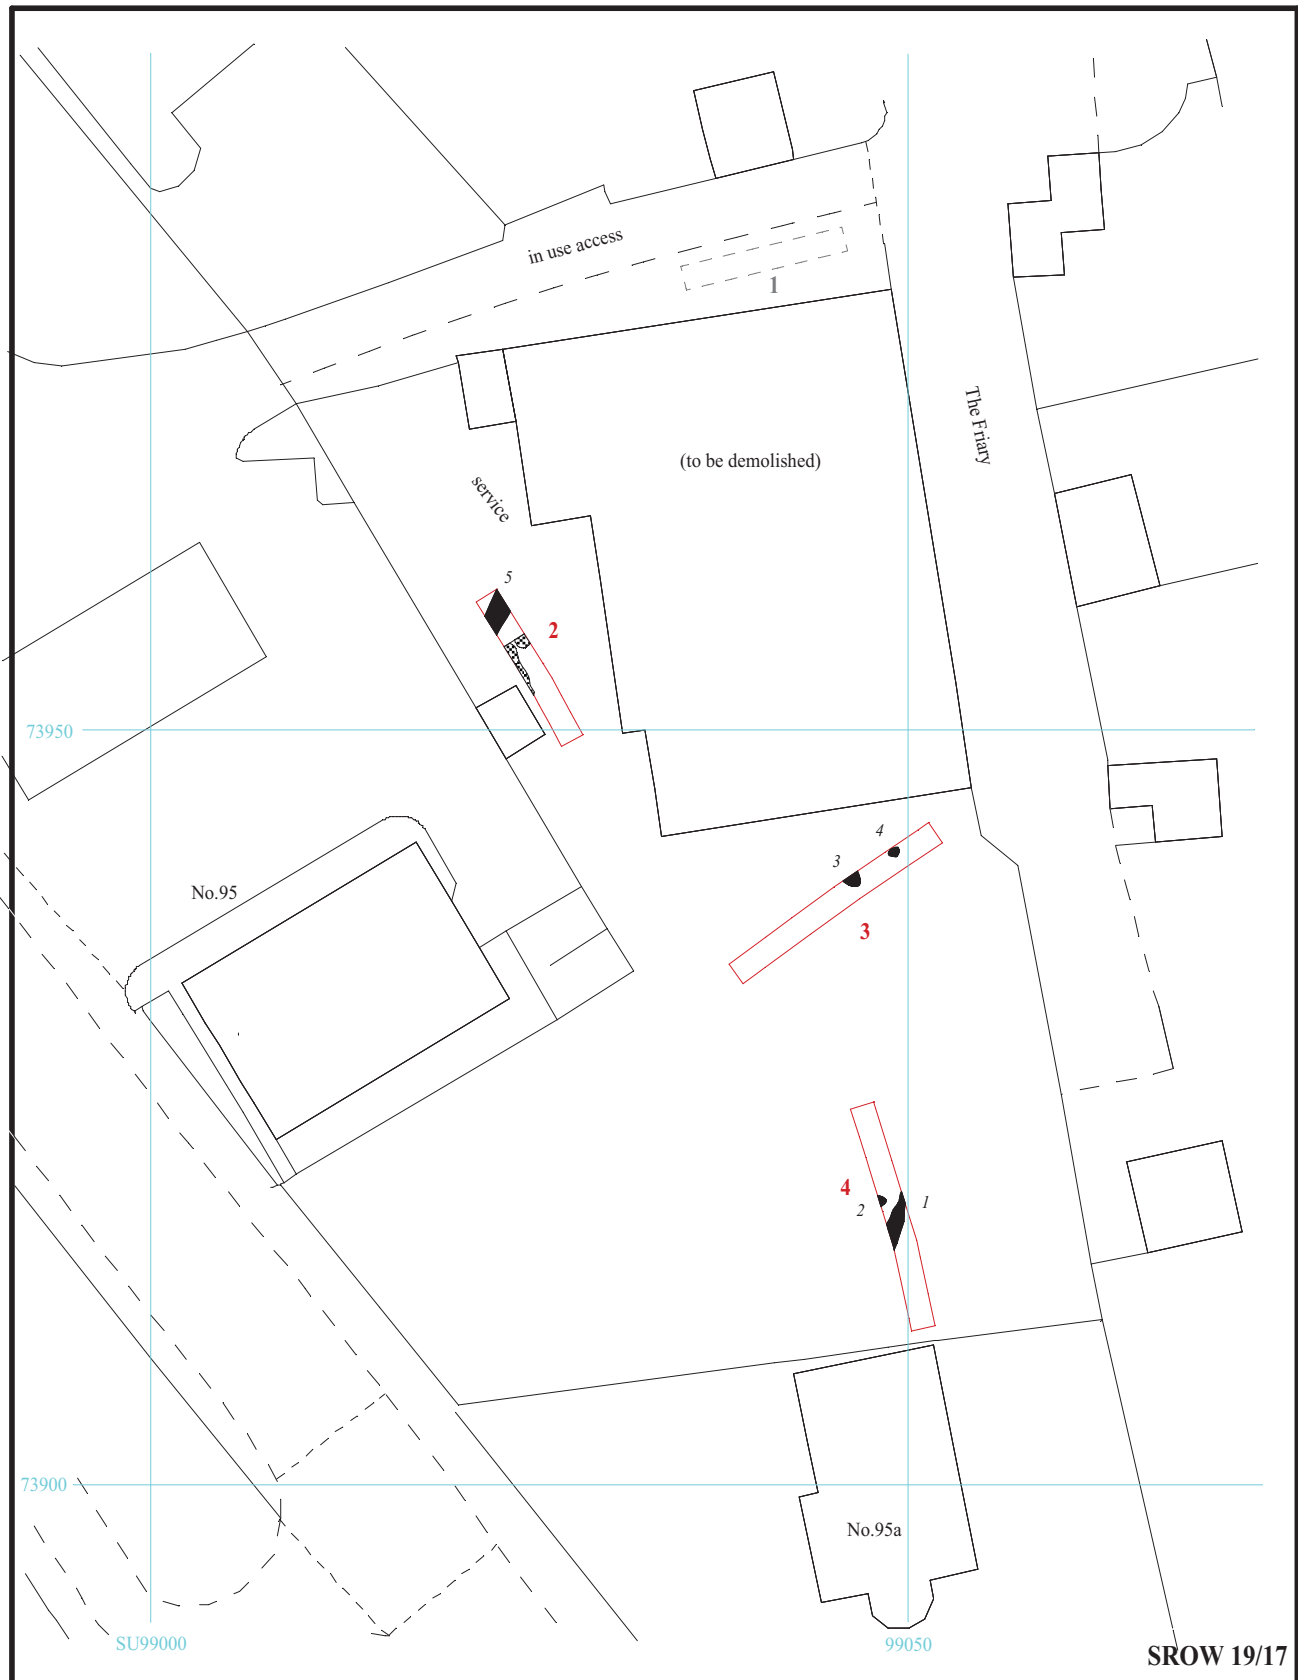 in use access
1
The Friary
(to be demolished)
service
5
2
73950
4
3
No.95
3
4
2
1
73900
No.95a
SU99000
99050
SROW 19/17